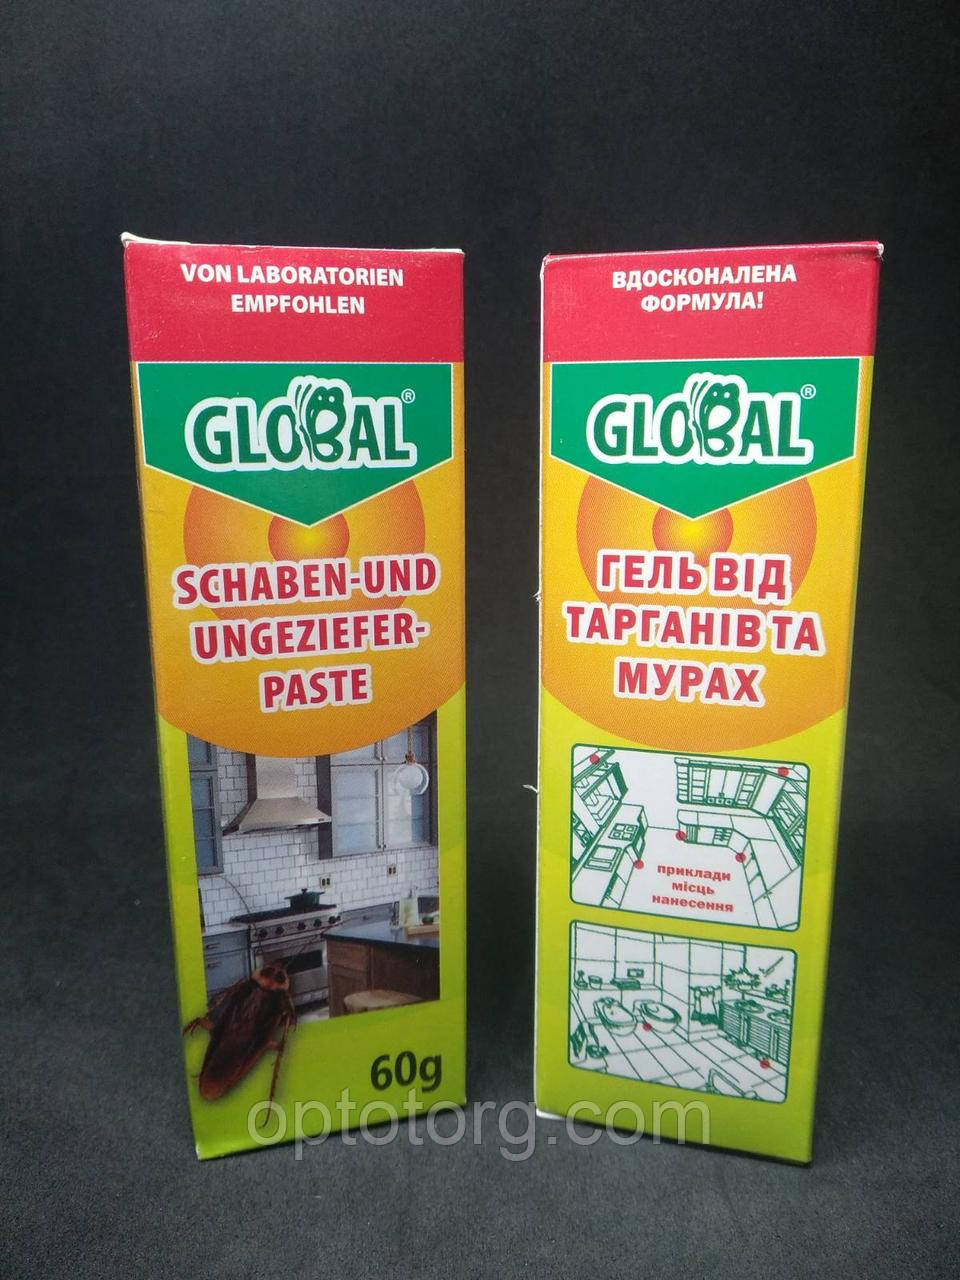 VON LABORATORIEN
EMPFOHLEN
GLOBAL®
SCHABEN-UND
UNGEZIEFER-
PASTE
60g
ВДОСКОНАЛЕНА
ФОРМУЛА!
GLOBAL®
ГЕЛЬ ВІД
ТАРГАНІВ ТА
МУРАХ
приклади
місць
нанесення
optotorg.com